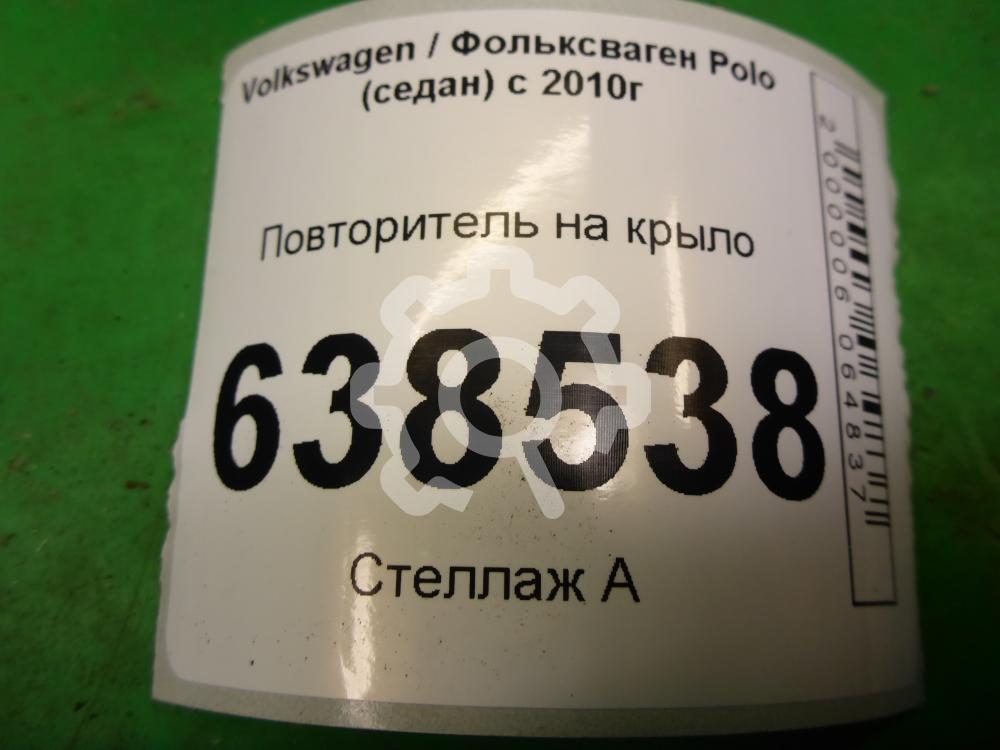 Volkswagen / Фольксваген Polo
(седан) с 2010г
Повторитель на крыло
638538
Стеллаж А
2000006064837